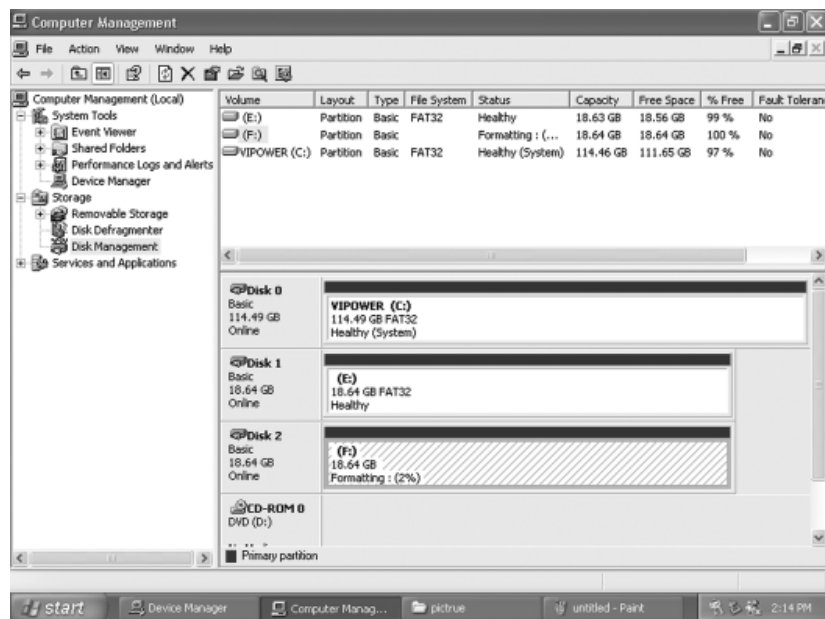 Computer Management
File Action View Window Help
Computer Management (Local)
System Tools
Event Viewer
Shared Folders
Performance Logs and Alerts
Device Manager
Storage
Removable Storage
Disk Defragmenter
Disk Management
Services and Applications
Volume Layout Type File System Status Capacity Free Space % Free Fault Toleran
(E:) Partition Basic FAT32 Healthy 18.63 GB 18.56 GB 99 % No
(F:) Partition Basic Formatting : (... 18.64 GB 18.64 GB 100 % No
VIPOWER (C:) Partition Basic FAT32 Healthy (System) 114.46 GB 111.65 GB 97 % No
Disk 0
Basic
114.49 GB
Online
VIPOWER (C:)
114.49 GB FAT32
Healthy (System)
Disk 1
Basic
18.64 GB
Online
(E:)
18.64 GB FAT32
Healthy
Disk 2
Basic
18.64 GB
Online
(F:)
18.64 GB
Formatting : (2%)
CD-ROM 0
DVD (D:)
Primary partition
start Device Manager Computer Manag... pictrue untitled - Paint 2:14 PM